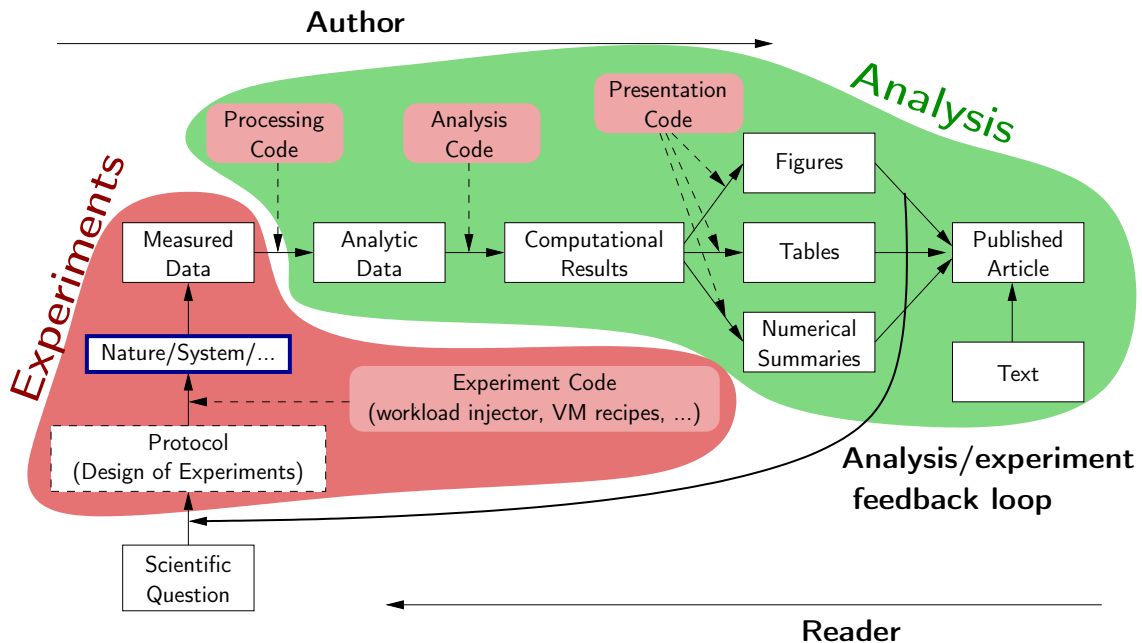 Author
Analysis
Presentation
Code
Processing
Code
Analysis
Code
Figures
Experiments
Measured
Data
Analytic
Data
Computational
Results
Tables
Published
Article
Nature/System/...
Numerical
Summaries
Text
Experiment Code
(workload injector, VM recipes, ...)
Protocol
(Design of Experiments)
Analysis/experiment
feedback loop
Scientific
Question
Reader